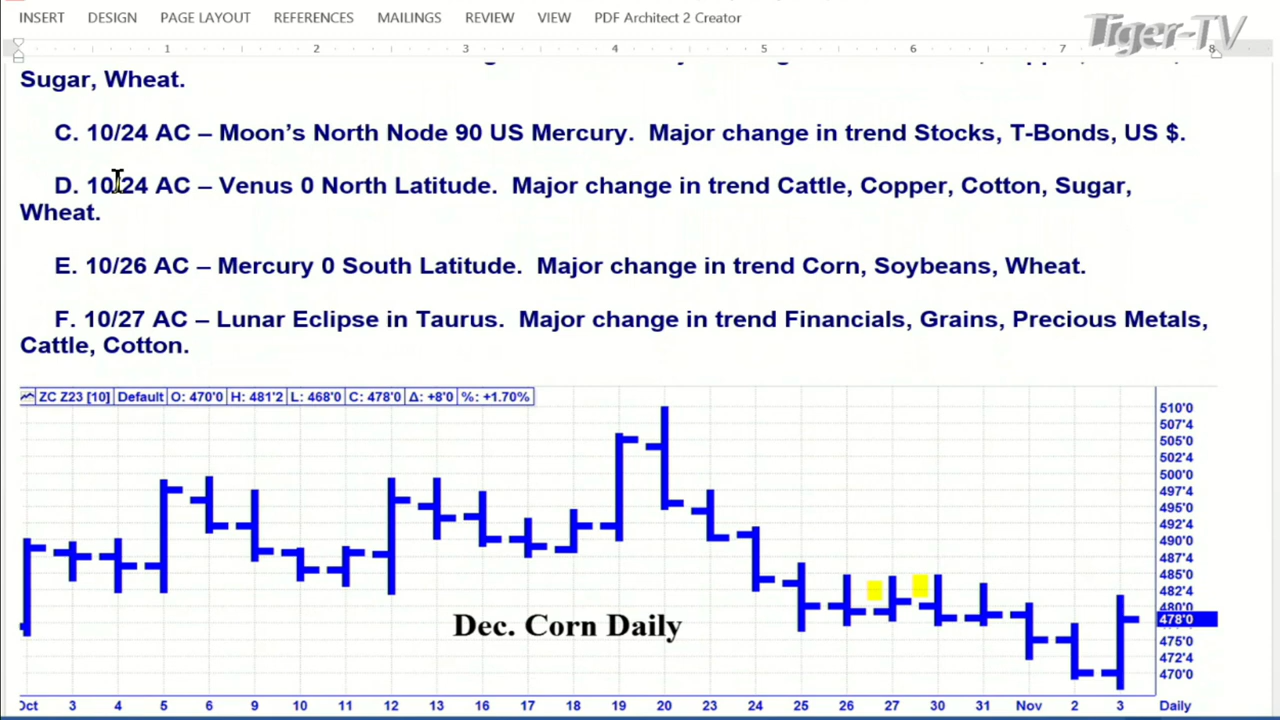 INSERT DESIGN PAGE LAYOUT REFERENCES MAILINGS REVIEW VIEW PDF Architect 2 Creator
Tiger-TV
1 2 3 4 5 6 7 8
Sugar, Wheat.
C. 10/24 AC – Moon’s North Node 90 US Mercury. Major change in trend Stocks, T-Bonds, US $.
D. 10/24 AC – Venus 0 North Latitude. Major change in trend Cattle, Copper, Cotton, Sugar,
Wheat.
E. 10/26 AC – Mercury 0 South Latitude. Major change in trend Corn, Soybeans, Wheat.
F. 10/27 AC – Lunar Eclipse in Taurus. Major change in trend Financials, Grains, Precious Metals,
Cattle, Cotton.
ZC Z23 [10] Default O: 470'0 H: 481'2 L: 468'0 C: 478'0 Δ: +8'0 %: +1.70%
510'0
507'4
505'0
502'4
500'0
497'4
495'0
492'4
490'0
487'4
485'0
482'4
480'0
478'0
475'0
472'4
470'0
Dec. Corn Daily
Oct 3 4 5 6 9 10 11 12 13 16 17 18 19 20 23 24 25 26 27 30 31 Nov 2 3 Daily